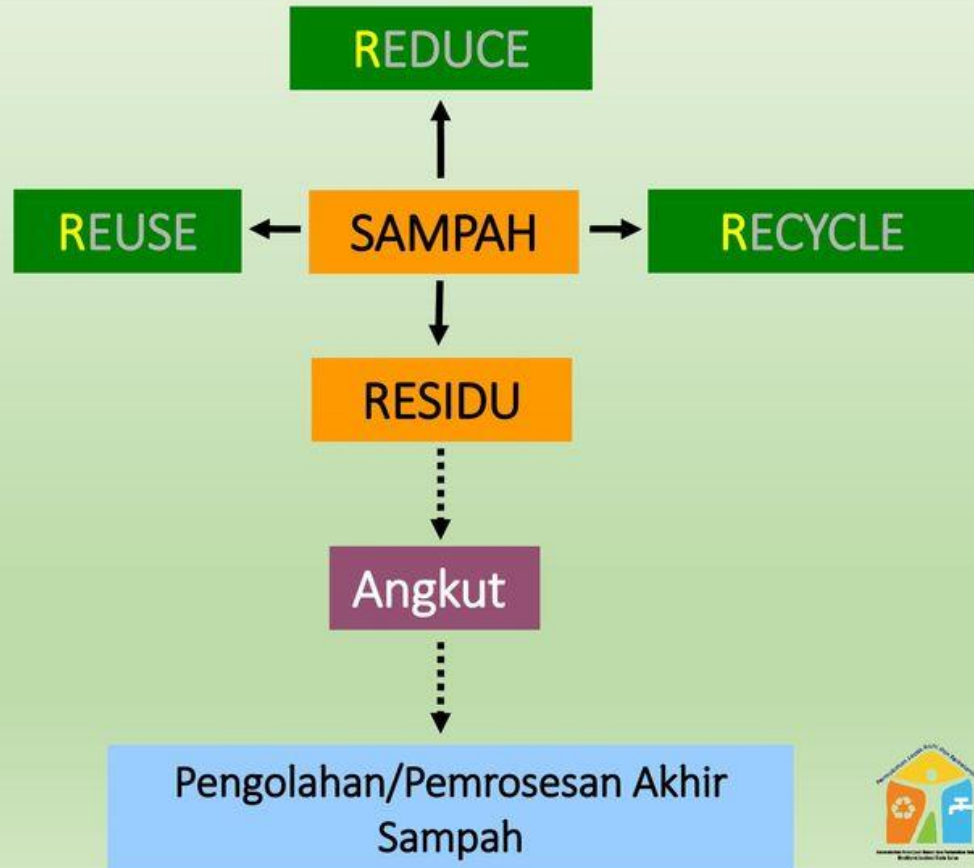 REDUCE
REUSE
SAMPAH
RECYCLE
RESIDU
Angkut
Pengolahan/Pemrosesan Akhir
Sampah